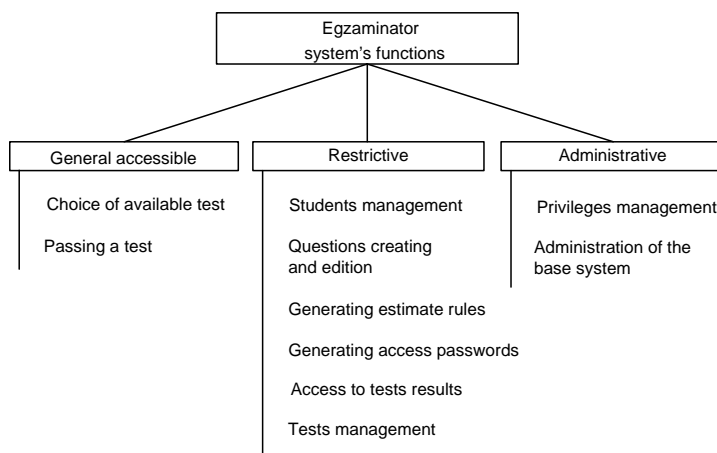 Egzaminator
system's functions
General accessible
Choice of available test
Passing a test
Restrictive
Students management
Questions creating
and edition
Generating estimate rules
Generating access passwords
Access to tests results
Tests management
Administrative
Privileges management
Administration of the
base system